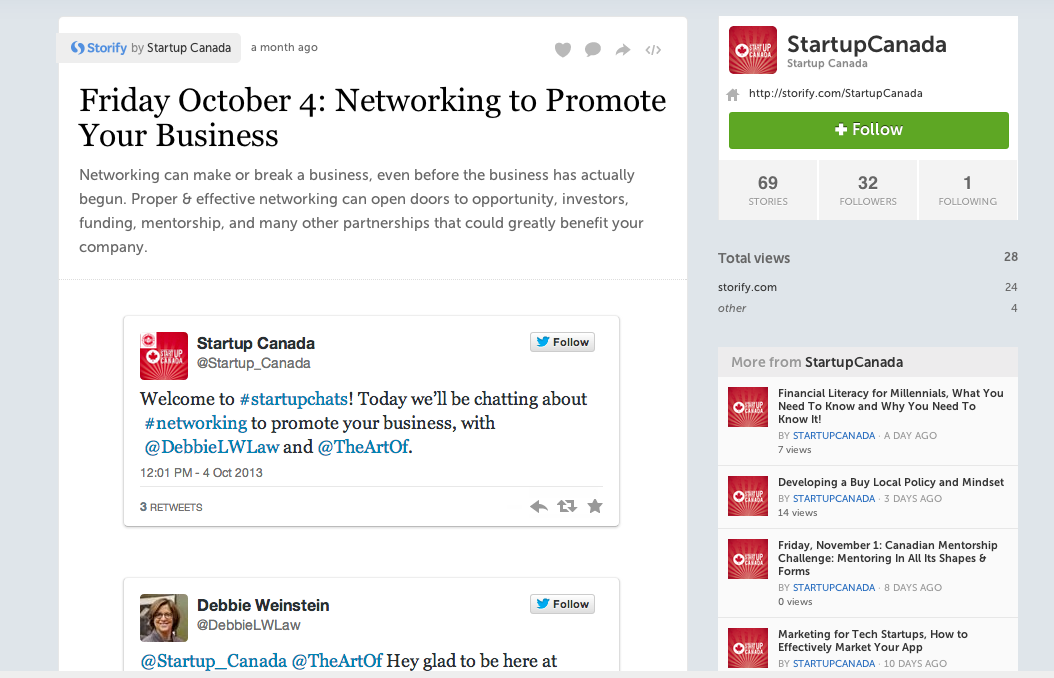 Storify by Startup Canada a month ago
Friday October 4: Networking to Promote
Your Business
Networking can make or break a business, even before the business has actually
begun. Proper & effective networking can open doors to opportunity, investors,
funding, mentorship, and many other partnerships that could greatly benefit your
company.
Startup Canada
@Startup_Canada
Follow
Welcome to #startupchats! Today we'll be chatting about
#networking to promote your business, with
@DebbieLWLaw and @TheArtOf.
12:01 PM - 4 Oct 2013
3 RETWEETS
Debbie Weinstein
@DebbieLWLaw
Follow
@Startup_Canada @TheArtOf Hey glad to be here at
STARTUP
CANADA
StartupCanada
Startup Canada
http://storify.com/StartupCanada
Follow
69 32 1
STORIES FOLLOWERS FOLLOWING
Total views 28
storify.com 24
other 4
More from StartupCanada
Financial Literacy for Millennials, What You
Need To Know and Why You Need To
Know It!
BY STARTUPCANADA · A DAY AGO
7 views
Developing a Buy Local Policy and Mindset
BY STARTUPCANADA · 3 DAYS AGO
14 views
Friday, November 1: Canadian Mentorship
Challenge: Mentoring In All Its Shapes &
Forms
BY STARTUPCANADA · 8 DAYS AGO
0 views
Marketing for Tech Startups, How to
Effectively Market Your App
BY STARTUPCANADA · 10 DAYS AGO